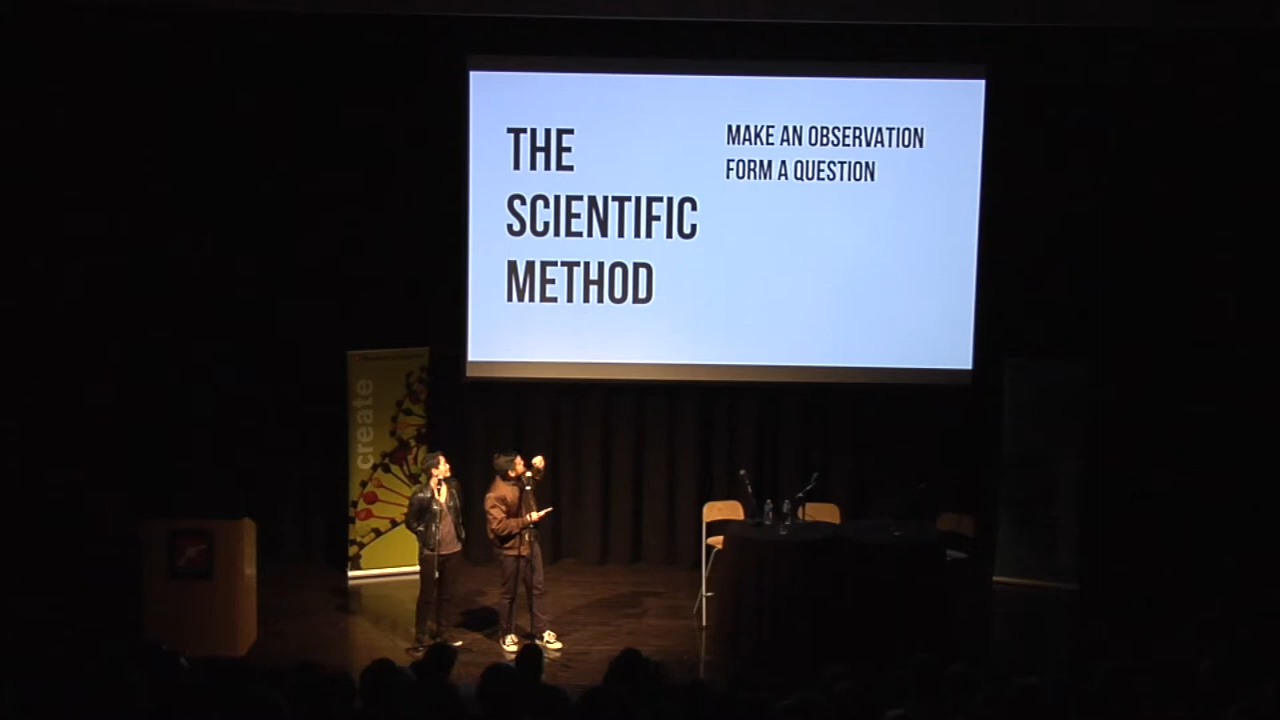 THE
SCIENTIFIC
METHOD
MAKE AN OBSERVATION
FORM A QUESTION
create